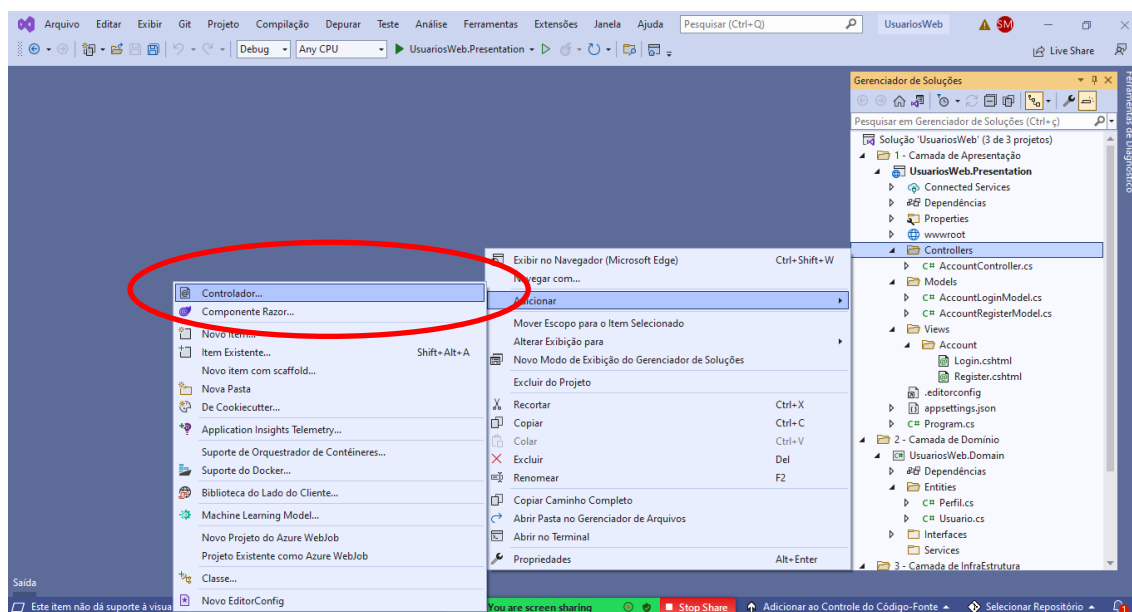 Arquivo Editar Exibir Git Projeto Compilação Depurar Teste Análise Ferramentas Extensões Janela Ajuda Pesquisar (Ctrl+Q) UsuariosWeb SM
Debug Any CPU UsuariosWeb.Presentation Live Share
Gerenciador de Soluções
Pesquisar em Gerenciador de Soluções (Ctrl+ç)
Solução 'UsuariosWeb' (3 de 3 projetos)
1 - Camada de Apresentação
UsuariosWeb.Presentation
Connected Services
Dependências
Properties
wwwroot
Controllers
C# AccountController.cs
Models
C# AccountLoginModel.cs
C# AccountRegisterModel.cs
Views
Account
Login.cshtml
Register.cshtml
.editorconfig
appsettings.json
C# Program.cs
2 - Camada de Domínio
C# UsuariosWeb.Domain
Dependências
Entities
C# Perfil.cs
C# Usuario.cs
Interfaces
Services
3 - Camada de InfraEstrutura
Ferramentas de Diagnóstico
Exibir no Navegador (Microsoft Edge) Ctrl+Shift+W
Navegar com...
Adicionar
Mover Escopo para o Item Selecionado
Alterar Exibição para
Novo Modo de Exibição do Gerenciador de Soluções
Excluir do Projeto
Recortar Ctrl+X
Copiar Ctrl+C
Colar Ctrl+V
Excluir Del
Renomear F2
Copiar Caminho Completo
Abrir Pasta no Gerenciador de Arquivos
Abrir no Terminal
Propriedades Alt+Enter
Controlador...
Componente Razor...
Novo Item...
Item Existente... Shift+Alt+A
Novo item com scaffold...
Nova Pasta
De Cookiecutter...
Application Insights Telemetry...
Suporte de Orquestrador de Contêineres...
Suporte do Docker...
Biblioteca do Lado do Cliente...
Machine Learning Model...
Novo Projeto do Azure WebJob
Projeto Existente como Azure WebJob
Classe...
Novo EditorConfig
Saída
Este item não dá suporte à visua You are screen sharing Stop Share Adicionar ao Controle do Código-Fonte Selecionar Repositório 1